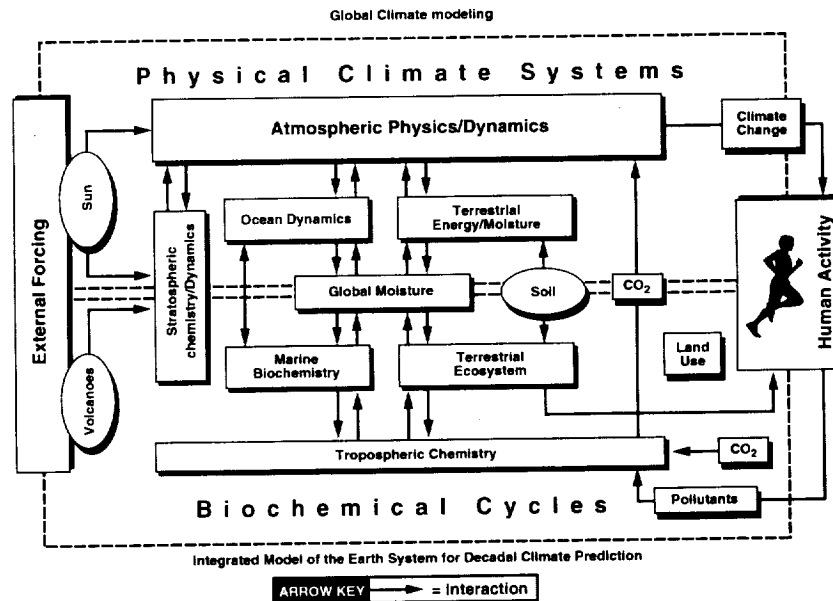 Global Climate modeling
Physical Climate Systems
Atmospheric Physics/Dynamics
Climate
Change
External Forcing
Sun
Stratospheric
chemistry/Dynamics
Ocean Dynamics
Terrestrial
Energy/Moisture
Global Moisture
Soil
CO2
Human Activity
Volcanoes
Marine
Biochemistry
Terrestrial
Ecosystem
Land
Use
Tropospheric Chemistry
CO2
Biochemical Cycles
Pollutants
Integrated Model of the Earth System for Decadal Climate Prediction
ARROW KEY = Interaction